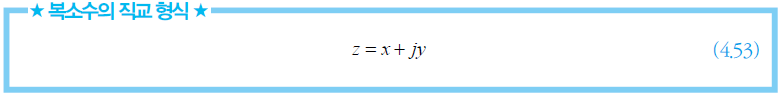 ★ 복소수의 직교 형식 ★
z = x + jy (4.53)